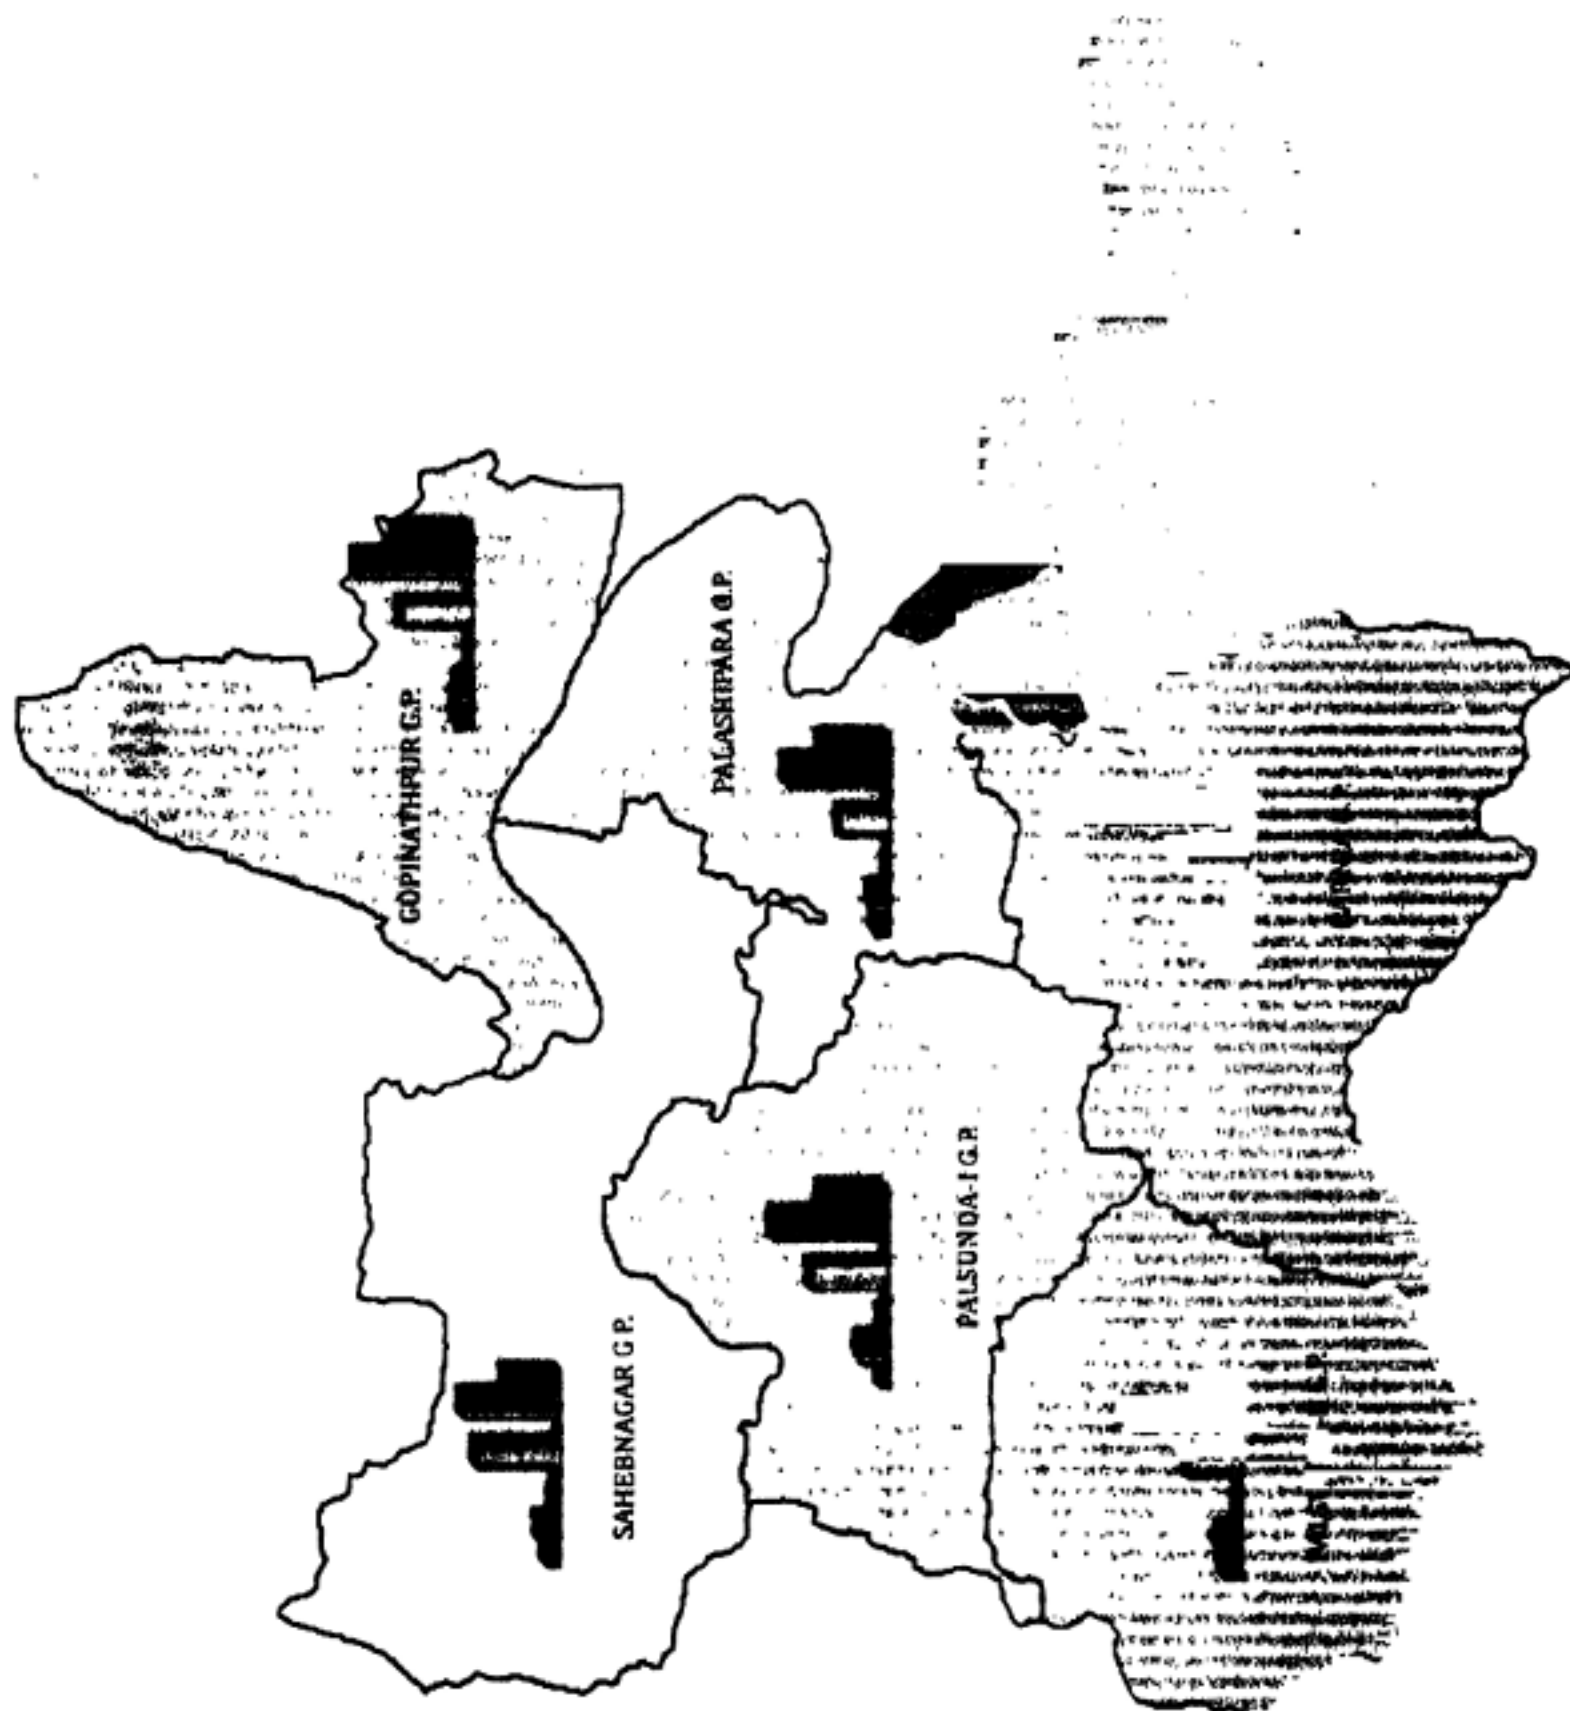 GOPINATHPUR G.P.
PALASHIPARA G.P.
SAHEBNAGAR G P.
PALSUNDA-I G.P.